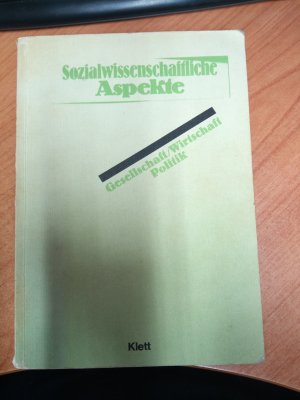 Sozialwissenschaftliche
Aspekte
Gesellschaft/Wirtschaft
Politik
Klett